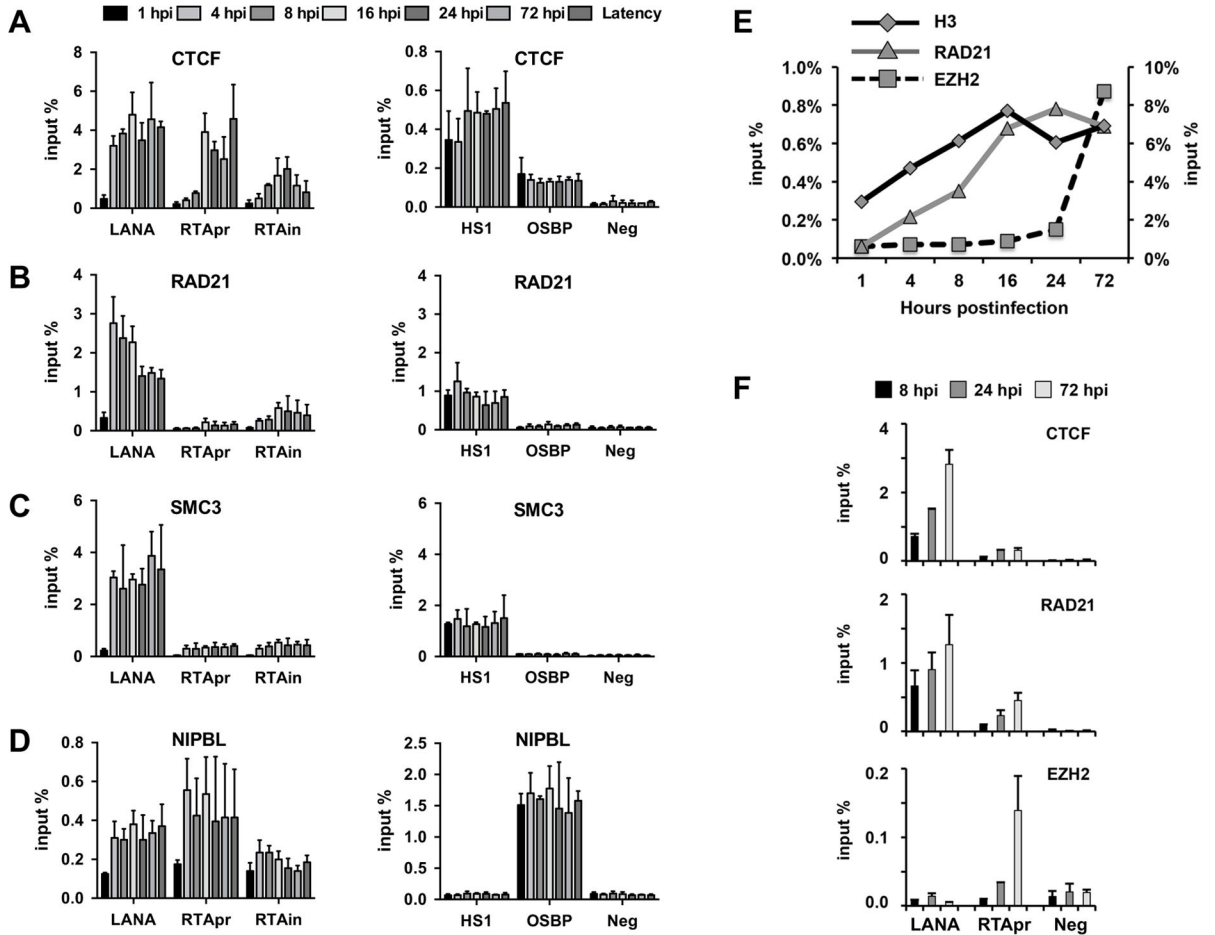 A
1 hpi 4 hpi 8 hpi 16 hpi 24 hpi 72 hpi Latency
CTCF
input %
8
6
4
2
0
LANA RTApr RTAin
CTCF
input %
0.8
0.6
0.4
0.2
0.0
HS1 OSBP Neg
B
RAD21
input %
4
3
2
1
0
LANA RTApr RTAin
RAD21
input %
4
3
2
1
0
HS1 OSBP Neg
C
SMC3
input %
6
4
2
0
LANA RTApr RTAin
SMC3
input %
6
4
2
0
HS1 OSBP Neg
D
NIPBL
input %
0.8
0.6
0.4
0.2
0.0
LANA RTApr RTAin
NIPBL
input %
2.5
2.0
1.5
1.0
0.5
0.0
HS1 OSBP Neg
E
H3
RAD21
EZH2
input %
1.0%
0.8%
0.6%
0.4%
0.2%
0.0%
10%
8%
6%
4%
2%
0%
input %
1 4 8 16 24 72
Hours postinfection
F
8 hpi 24 hpi 72 hpi
CTCF
input %
4
2
0
RAD21
input %
2
1
0
EZH2
input %
0.2
0.1
0.0
LANA RTApr Neg